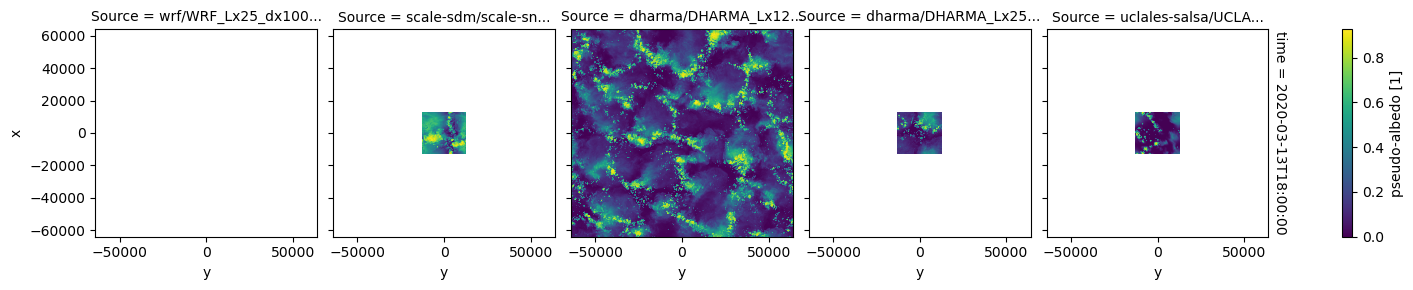 Source = wrf/WRF_Lx25_dx100...
Source = scale-sdm/scale-sn...
Source = dharma/DHARMA_Lx12...
Source = dharma/DHARMA_Lx25...
Source = uclales-salsa/UCLA...
60000
40000
20000
0
−20000
−40000
−60000
x
−50000 0 50000
−50000 0 50000
−50000 0 50000
−50000 0 50000
−50000 0 50000
y
y
y
y
y
time = 2020-03-13T18:00:00
0.8
0.6
0.4
0.2
0.0
pseudo-albedo [1]